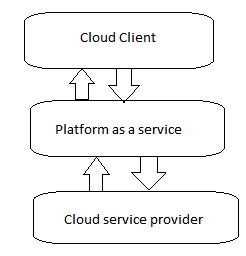 Cloud Client
Platform as a service
Cloud service provider